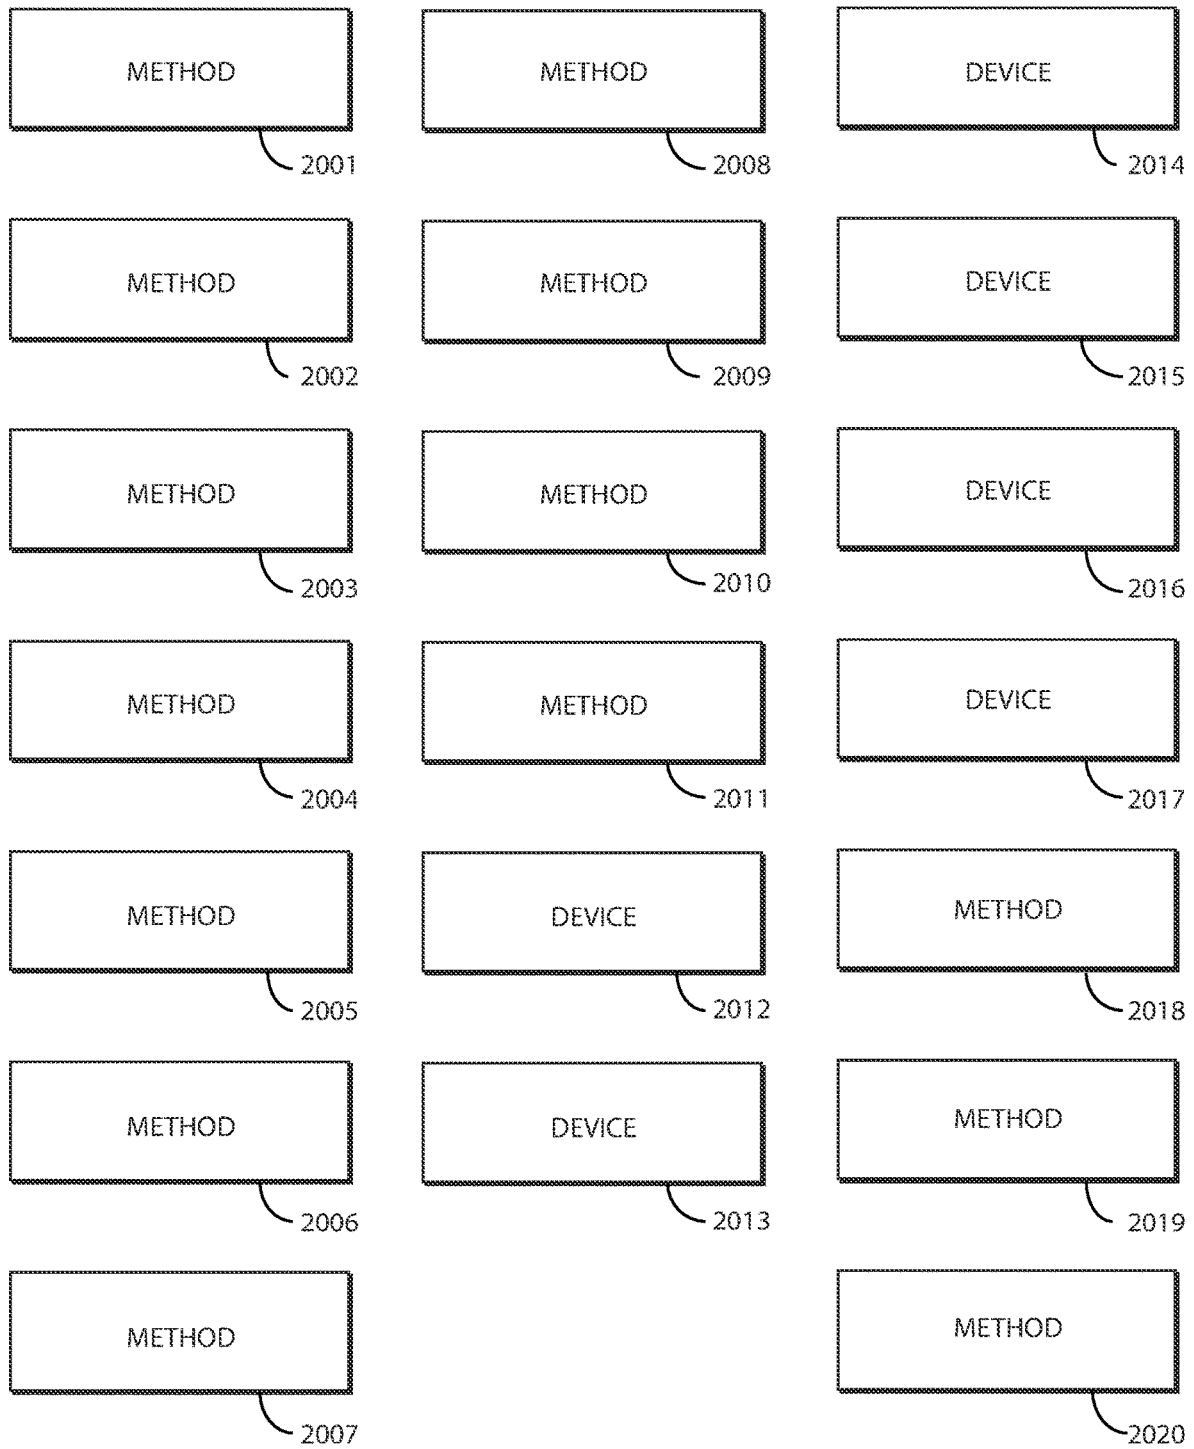 METHOD
2001
METHOD
2002
METHOD
2003
METHOD
2004
METHOD
2005
METHOD
2006
METHOD
2007
METHOD
2008
METHOD
2009
METHOD
2010
METHOD
2011
DEVICE
2012
DEVICE
2013
DEVICE
2014
DEVICE
2015
DEVICE
2016
DEVICE
2017
METHOD
2018
METHOD
2019
METHOD
2020